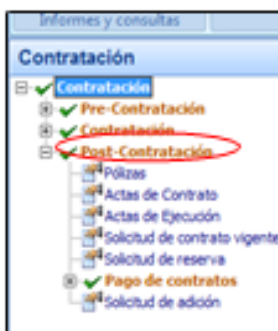 Informes y consultas
Contratación
Contratación
Pre-Contratación
Contratación
Post-Contratación
Pólizas
Actas de Contrato
Actas de Ejecución
Solicitud de contrato vigente
Solicitud de reserva
Pago de contratos
Solicitud de adición